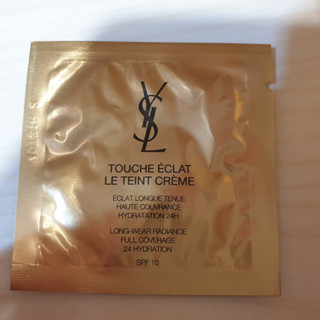 YSL
TOUCHE ÉCLAT
LE TEINT CRÈME
ÉCLAT LONGUE TENUE
HAUTE COUVRANCE
HYDRATATION 24H
LONG-WEAR RADIANCE
FULL COVERAGE
24 HYDRATION
SPF 10